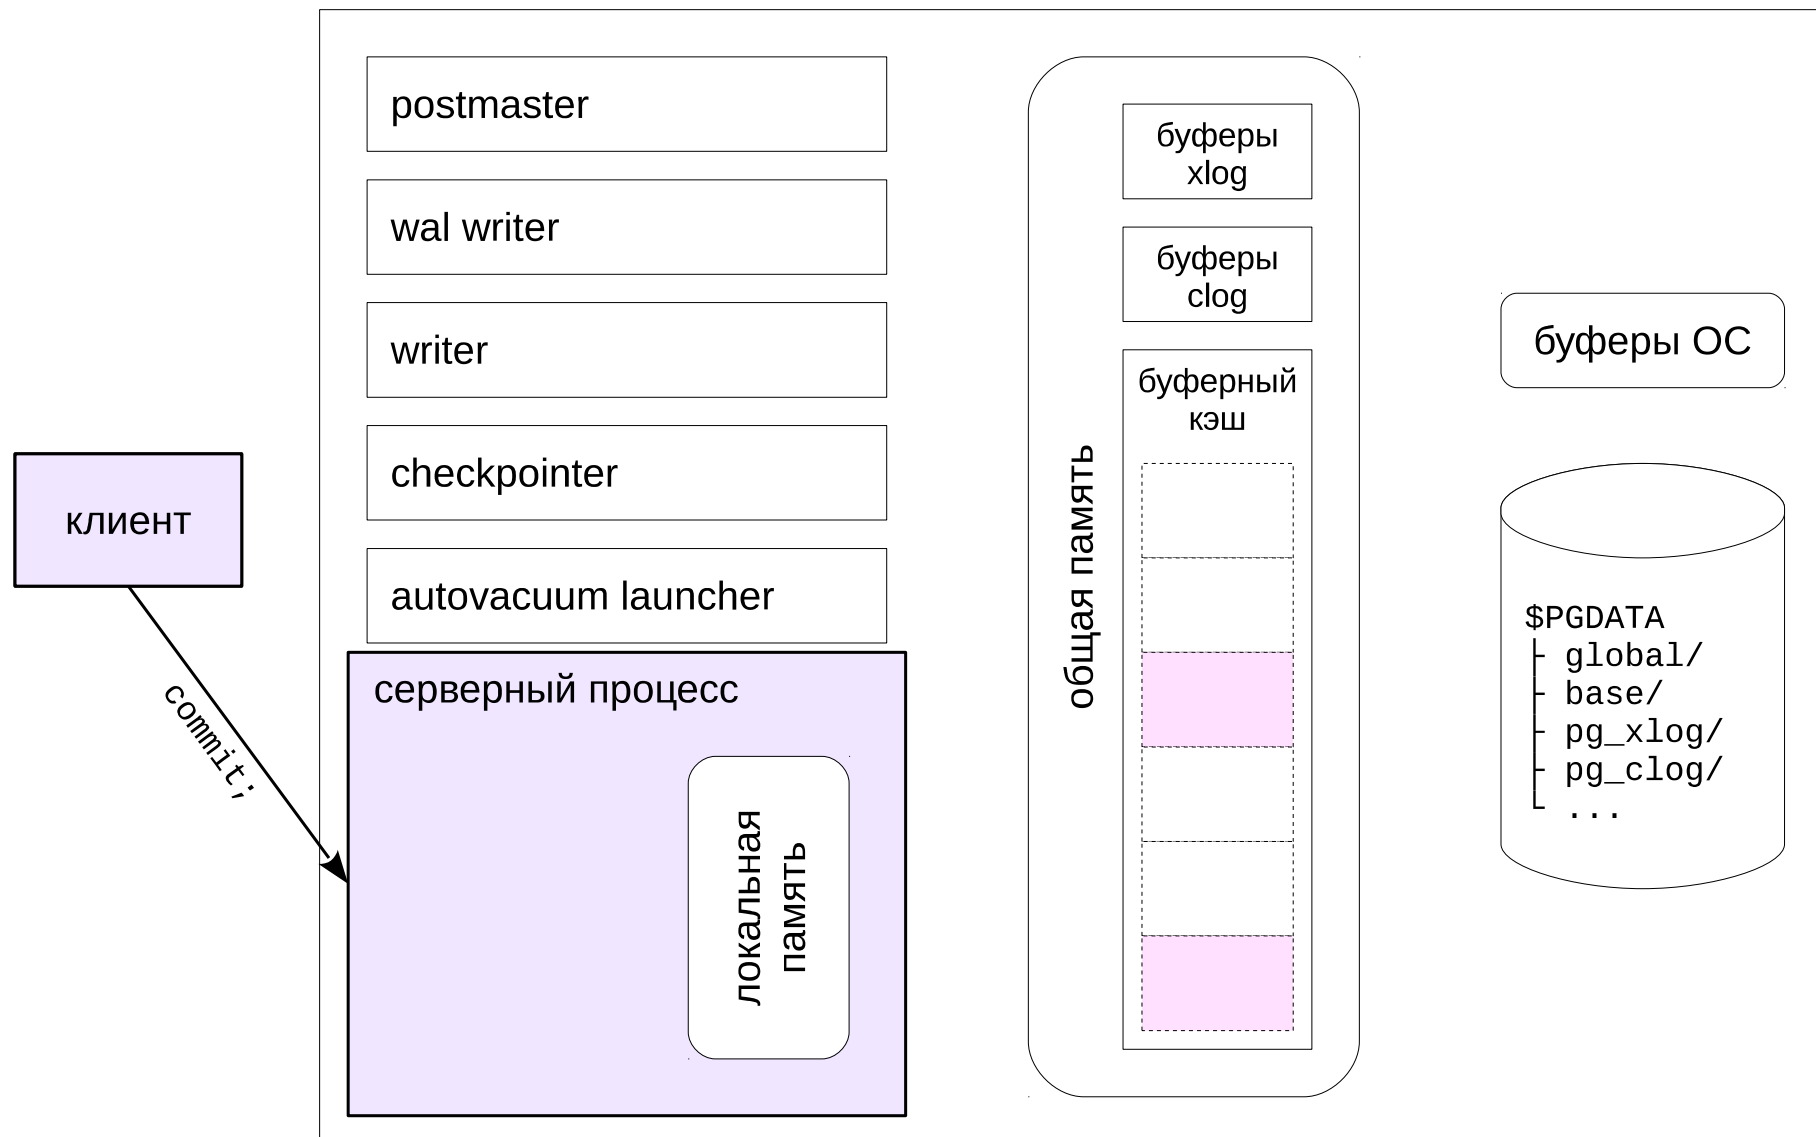 postmaster
wal writer
writer
checkpointer
autovacuum launcher
клиент
commit;
серверный процесс
локальная
память
общая память
буферы
xlog
буферы
clog
буферный
кэш
буферы ОС
$PGDATA
├ global/
├ base/
├ pg_xlog/
├ pg_clog/
└ ...